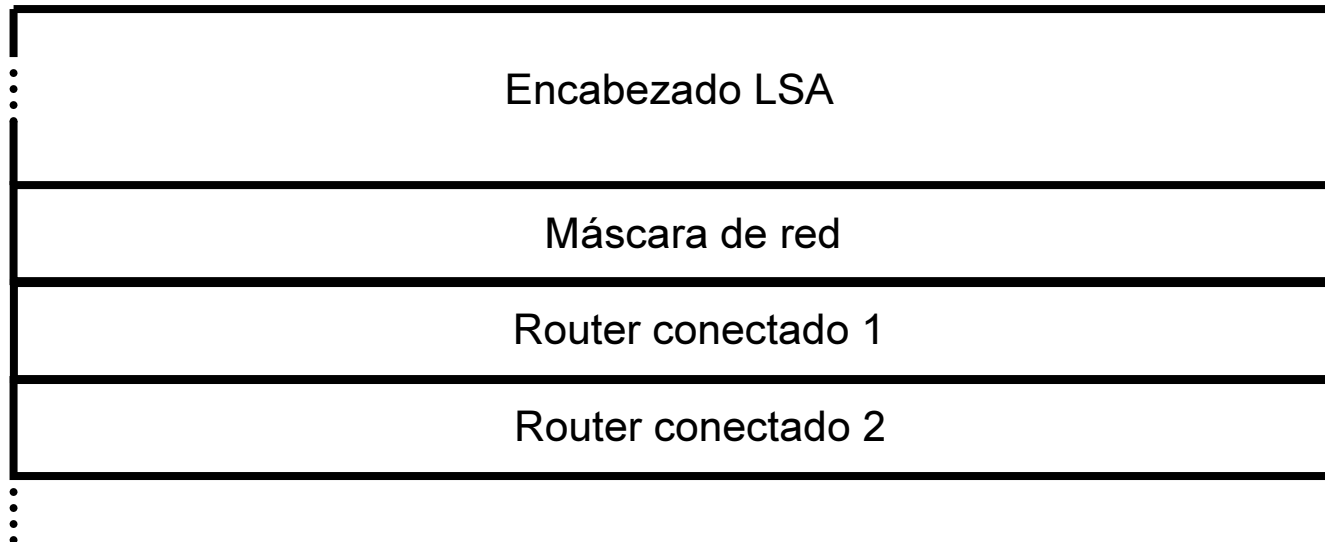 Encabezado LSA
Máscara de red
Router conectado 1
Router conectado 2